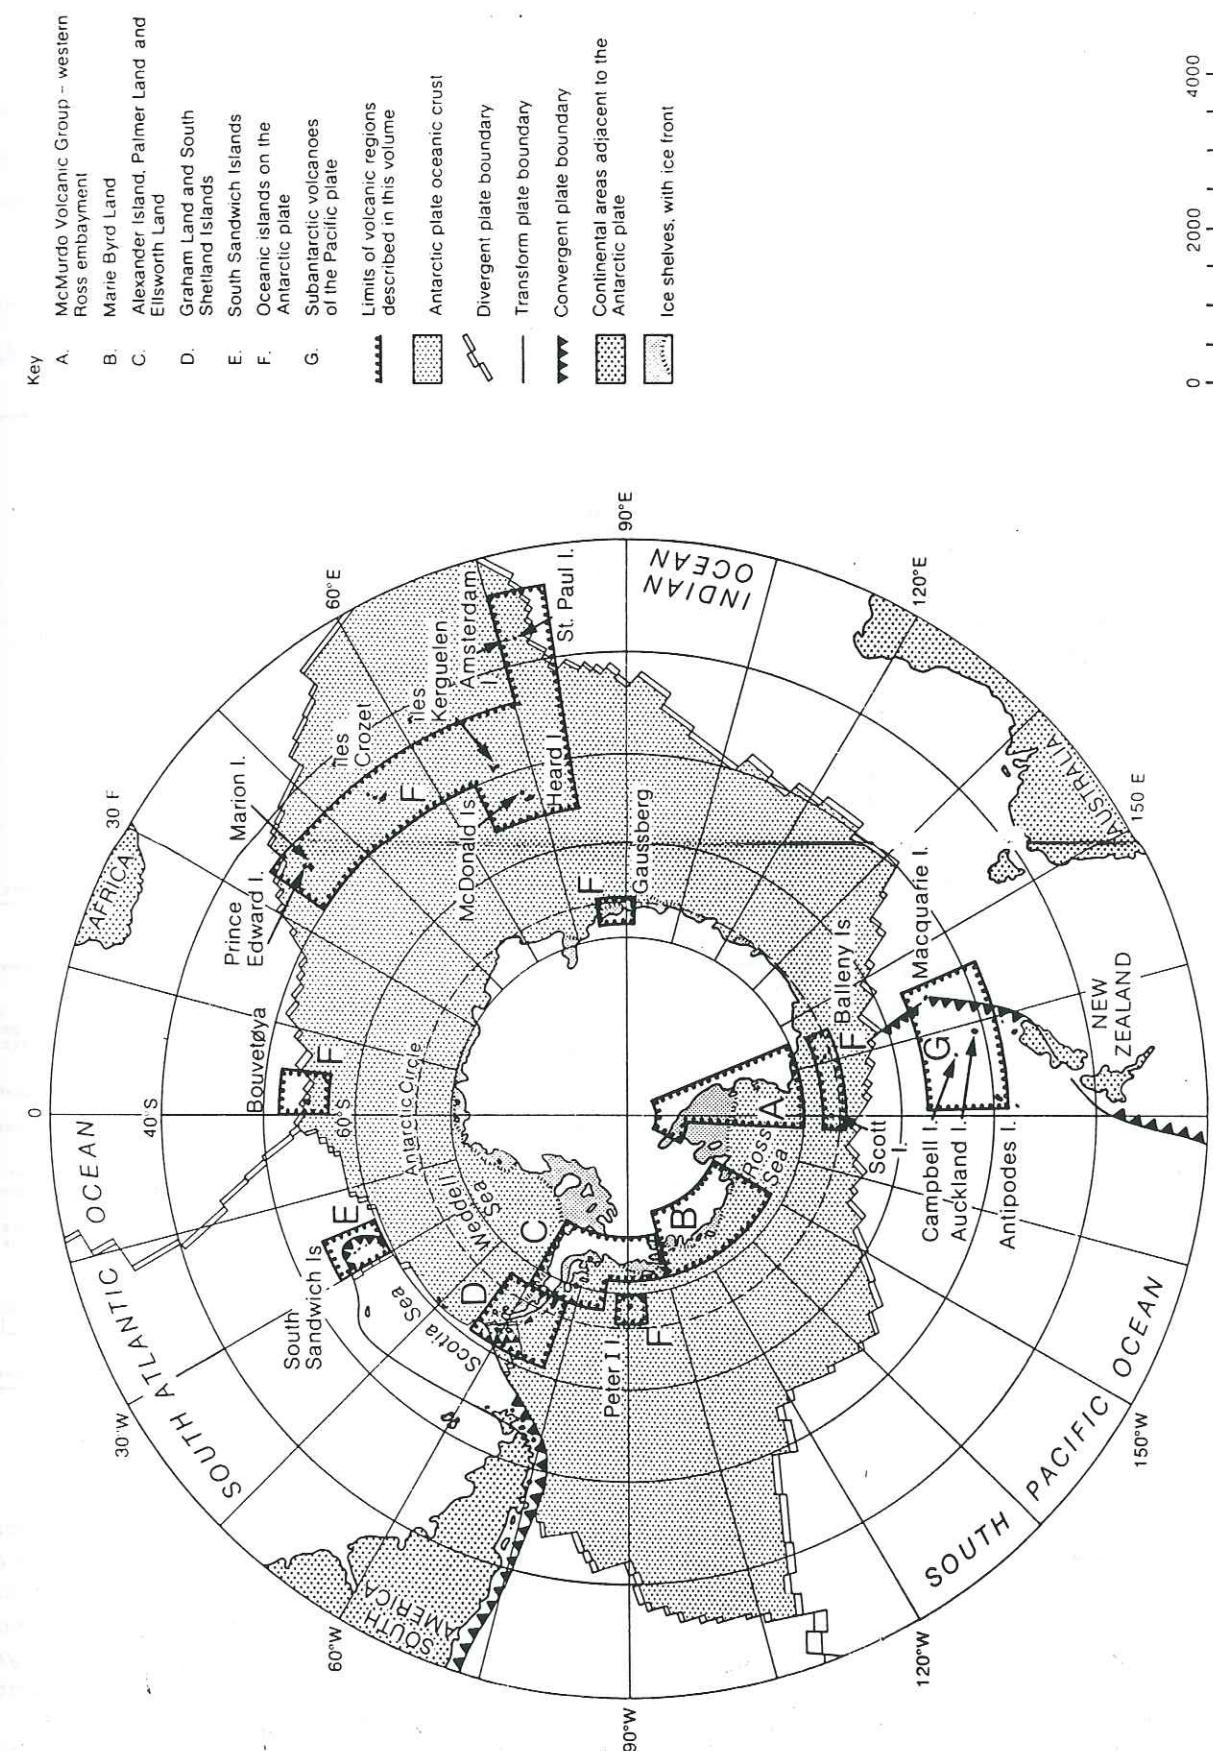 Key
A. McMurdo Volcanic Group – western
Ross embayment
B. Marie Byrd Land
C. Alexander Island, Palmer Land and
Ellsworth Land
D. Graham Land and South
Shetland Islands
E. South Sandwich Islands
F. Oceanic islands on the
Antarctic plate
G. Subantarctic volcanoes
of the Pacific plate
Limits of volcanic regions
described in this volume
Antarctic plate oceanic crust
Divergent plate boundary
Transform plate boundary
Convergent plate boundary
Continental areas adjacent to the
Antarctic plate
Ice shelves, with ice front
0 2000 4000
0
30 E
60°E
90°E
120°E
150 E
150°W
120°W
90°W
60°W
30°W
40°S
60°S
Antarctic Circle
SOUTH ATLANTIC OCEAN
INDIAN
OCEAN
SOUTH PACIFIC OCEAN
AFRICA
AUSTRALIA
NEW
ZEALAND
SOUTH
AMERICA
Bouvetøya
F
Prince
Edward I.
Marion I.
Îles
Crozet
F
Îles
Kerguelen
Amsterdam
I.
St. Paul I.
McDonald Is
Heard I.
F
Gaussberg
South
Sandwich Is
E
Scotia Sea
Weddell
Sea
D
C
Peter I I.
F
B
Ross
Sea
A
F
Balleny Is
Scott
I.
Macquarie I.
G
Campbell I.
Auckland I.
Antipodes I.